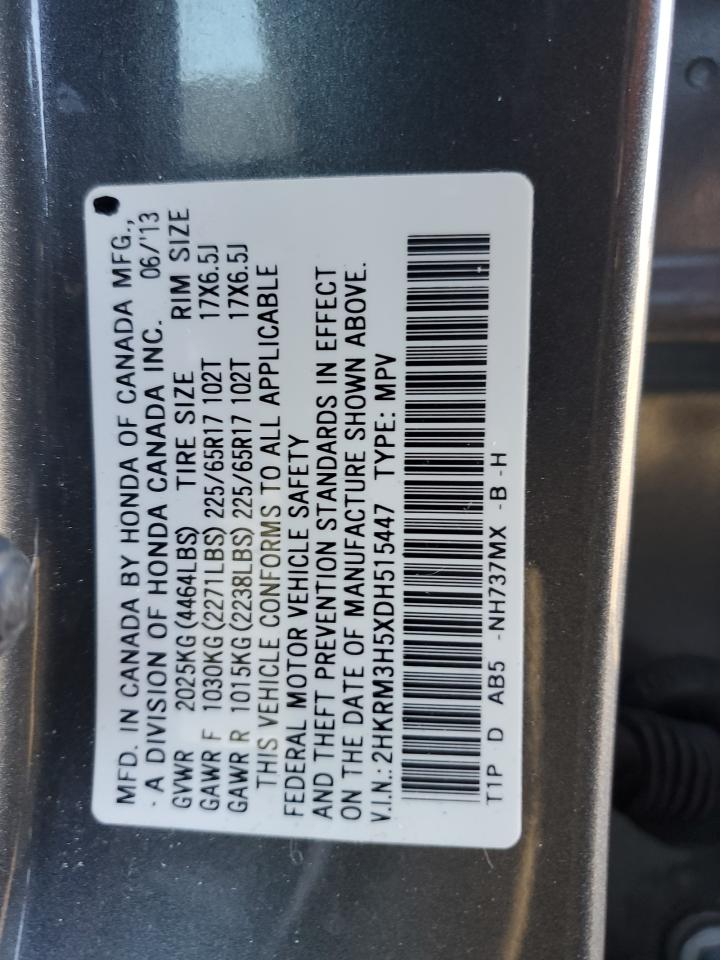 MFD. IN CANADA BY HONDA OF CANADA MFG.,
A DIVISION OF HONDA CANADA INC. 06/'13
GVWR 2025KG (4464LBS) TIRE SIZE RIM SIZE
GAWR F 1030KG (2271LBS) 225/65R17 102T 17X6.5J
GAWR R 1015KG (2238LBS) 225/65R17 102T 17X6.5J
THIS VEHICLE CONFORMS TO ALL APPLICABLE
FEDERAL MOTOR VEHICLE SAFETY
AND THEFT PREVENTION STANDARDS IN EFFECT
ON THE DATE OF MANUFACTURE SHOWN ABOVE.
V.I.N.: 2HKRM3H5XDH515447 TYPE: MPV
T1P D AB5 -NH737MX -B -H